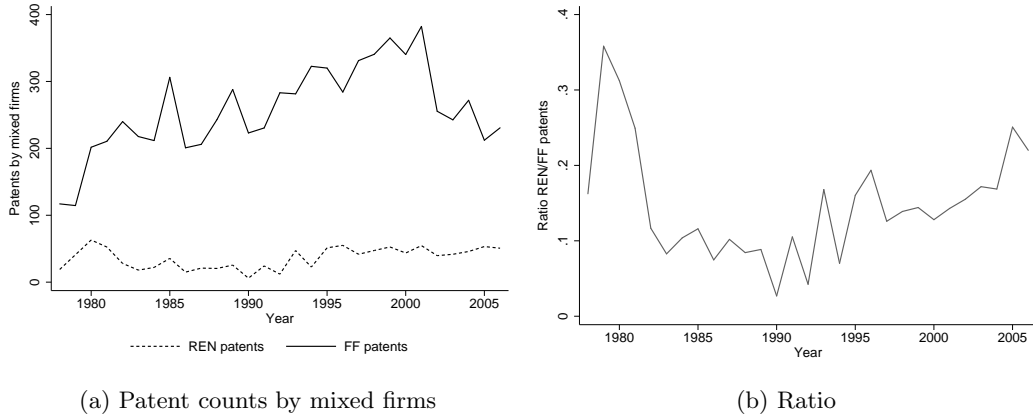 Patents by mixed firms
400
300
200
100
0
1980 1985 1990 1995 2000 2005
Year
REN patents FF patents
(a) Patent counts by mixed firms
Ratio REN/FF patents
.4
.3
.2
.1
0
1980 1985 1990 1995 2000 2005
Year
(b) Ratio